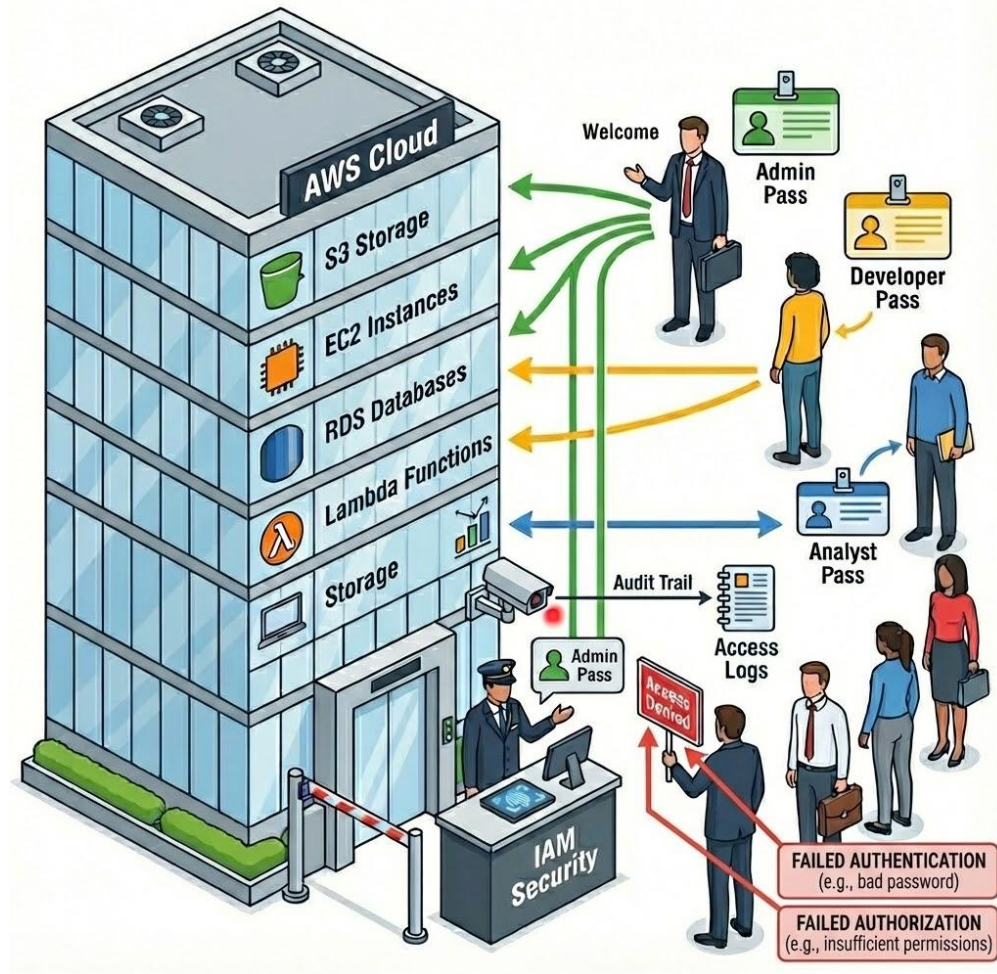 AWS Cloud
S3 Storage
EC2 Instances
RDS Databases
Lambda Functions
Storage
Welcome
Admin
Pass
Developer
Pass
Analyst
Pass
Audit Trail
Access
Logs
Admin
Pass
Access
IAM
Security
FAILED AUTHENTICATION
(e.g., bad password)
FAILED AUTHORIZATION
(e.g., insufficient permissions)